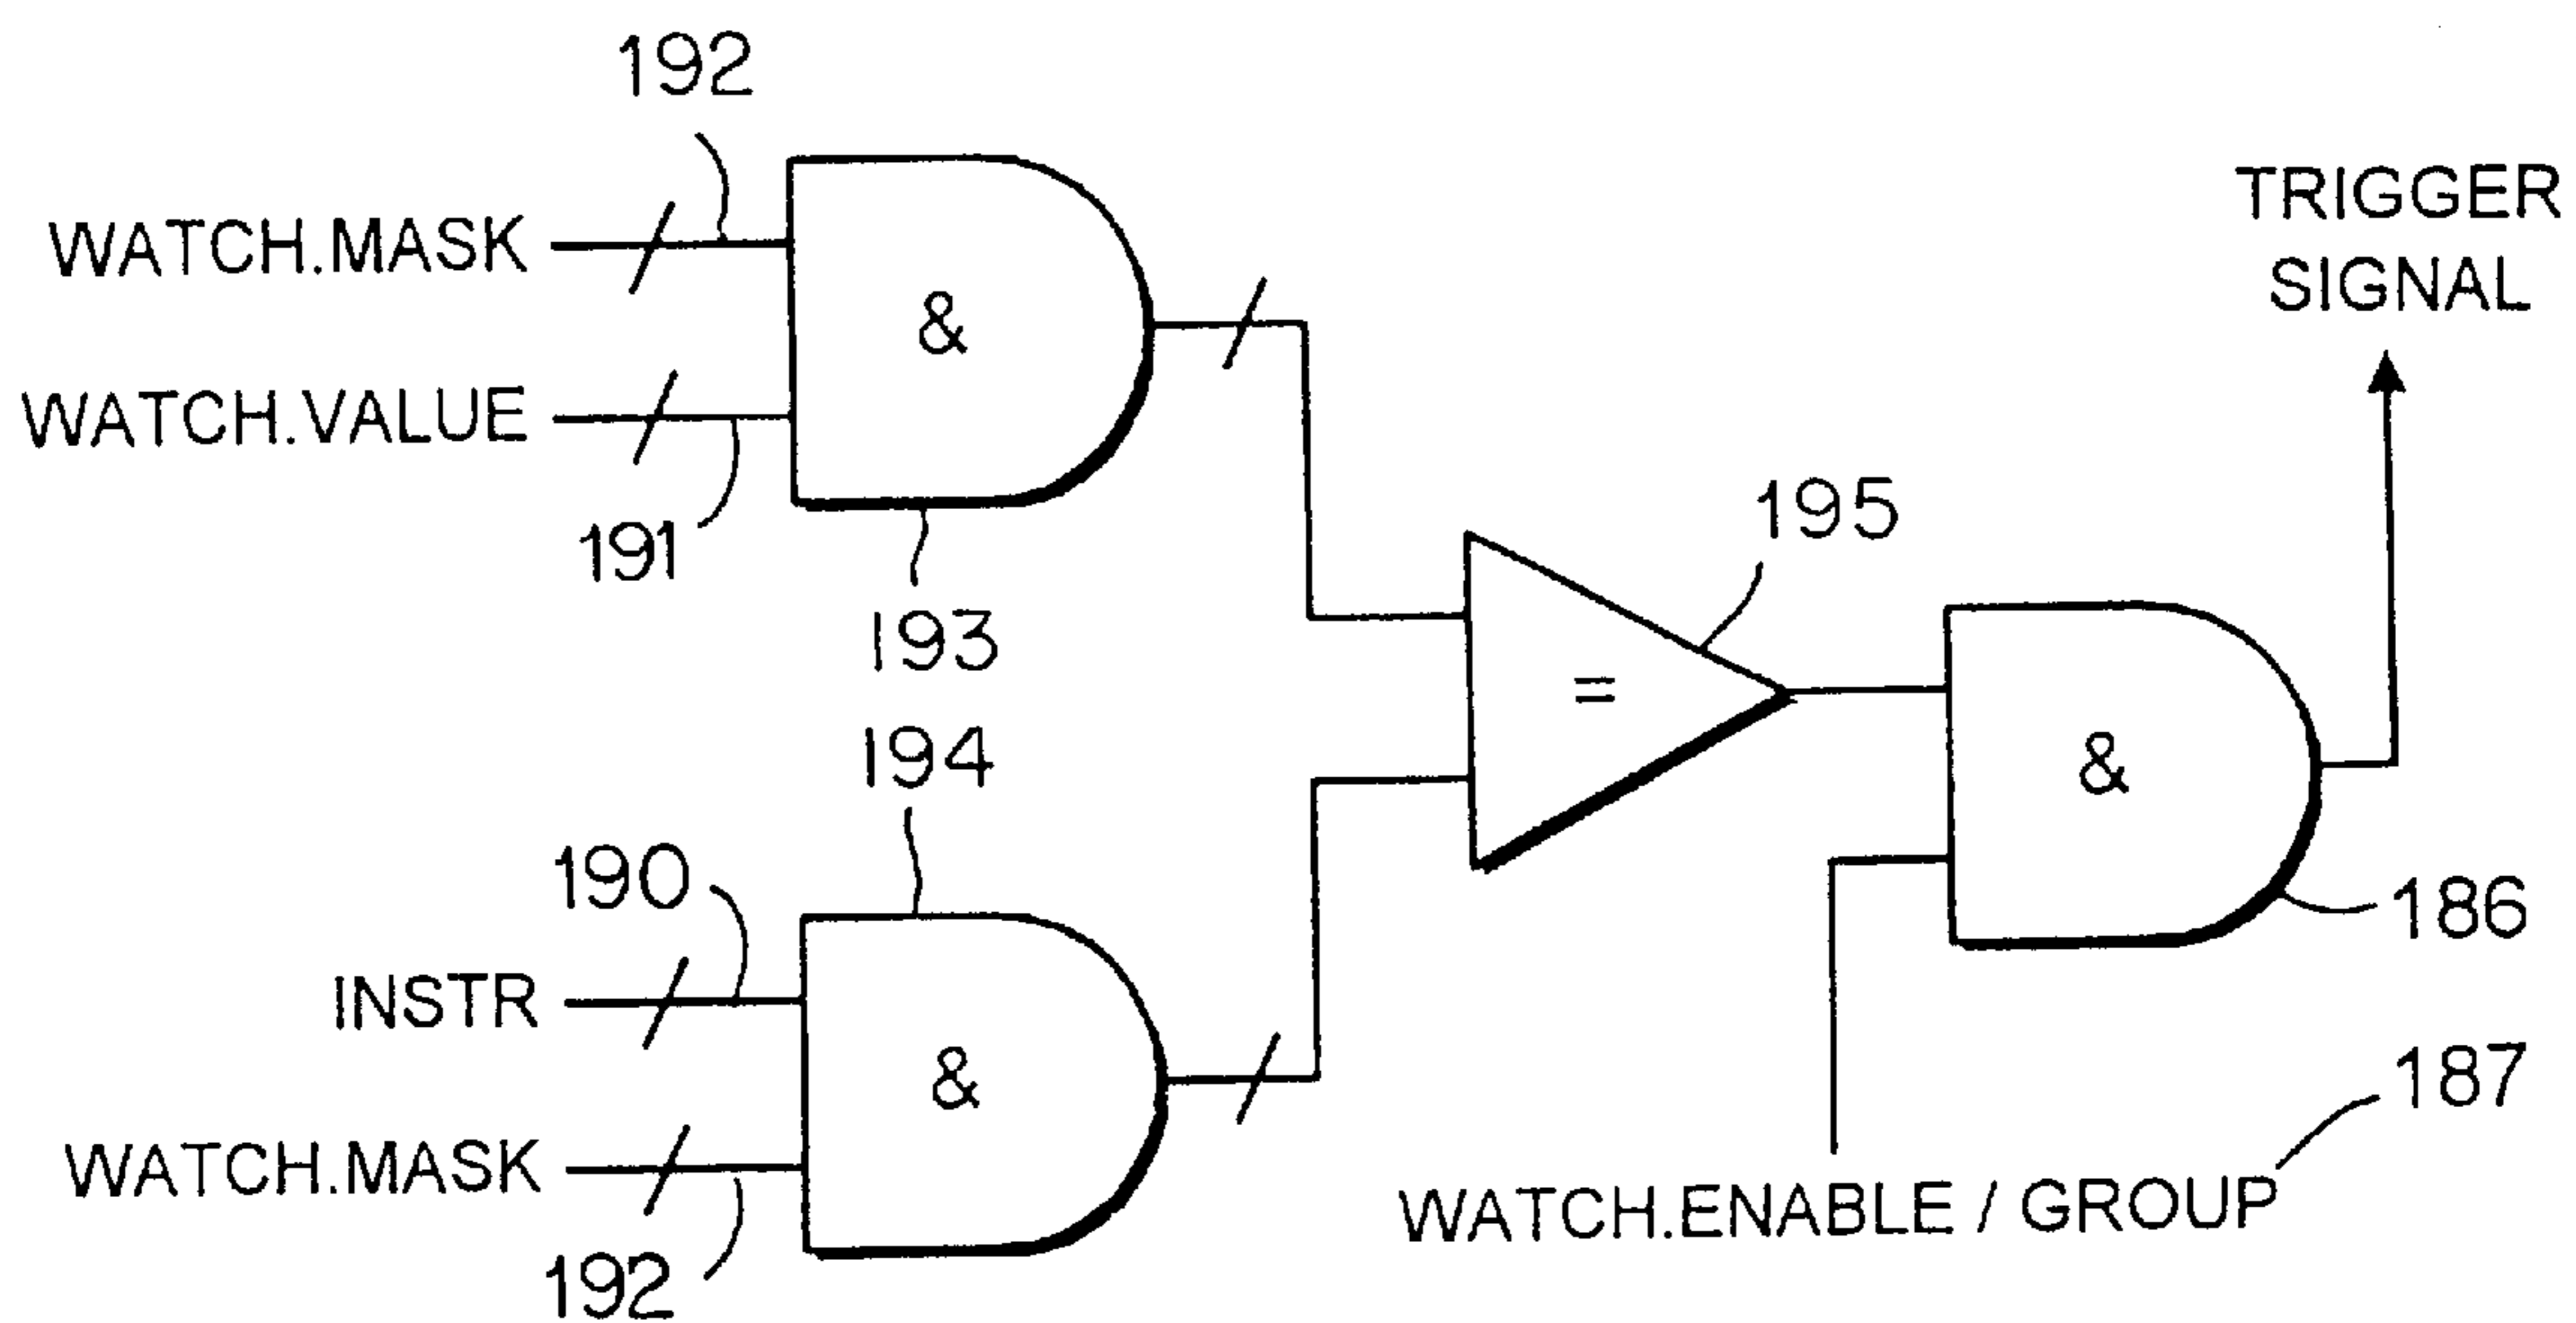 192
WATCH.MASK
&
WATCH.VALUE
191
193
TRIGGER
SIGNAL
195
=
194
190
INSTR
&
WATCH.MASK
192
&
186
187
WATCH.ENABLE / GROUP